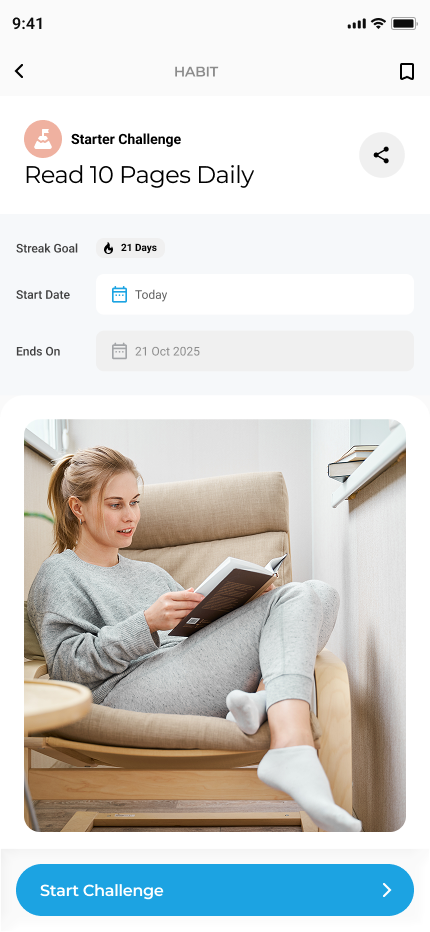 9:41
HABIT
Starter Challenge
Read 10 Pages Daily
Streak Goal
21 Days
Start Date
Today
Ends On
21 Oct 2025
Start Challenge